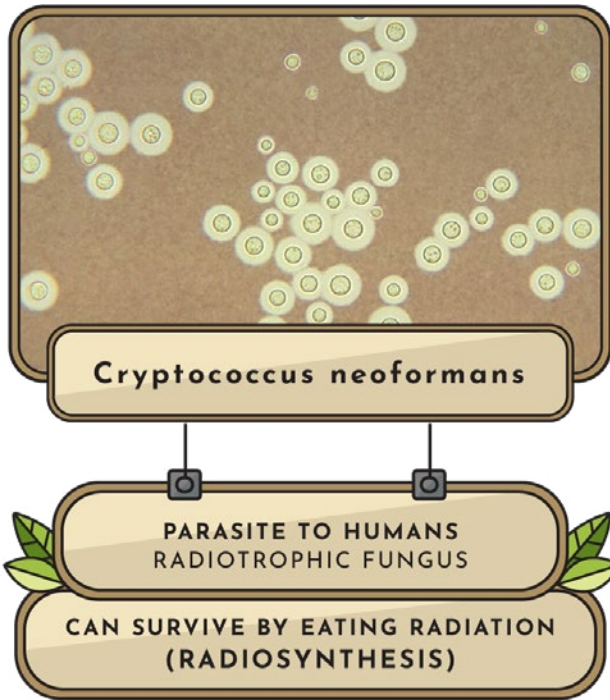 Cryptococcus neoformans
PARASITE TO HUMANS
RADIOTROPHIC FUNGUS
CAN SURVIVE BY EATING RADIATION
(RADIOSYNTHESIS)